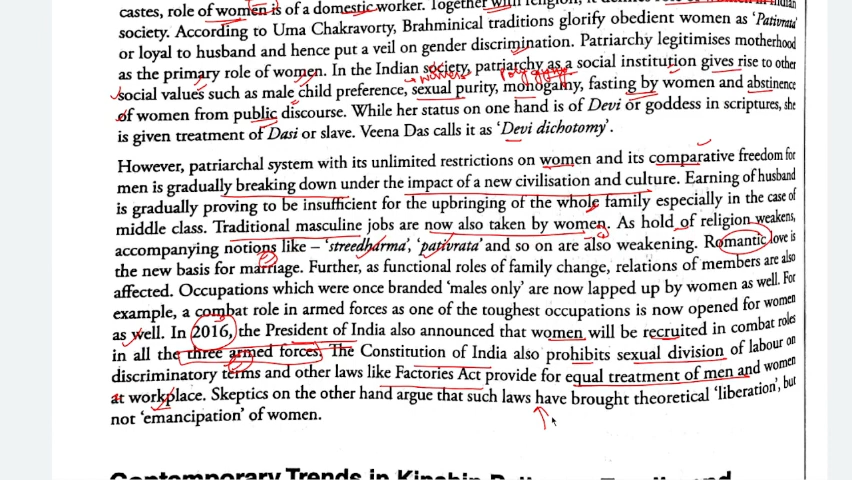 castes, role of women is of a domestic worker. Together with religion, it defines role of women in Indian
society. According to Uma Chakravorty, Brahminical traditions glorify obedient women as 'Pativrata'
or loyal to husband and hence put a veil on gender discrimination. Patriarchy legitimises motherhood
as the primary role of women. In the Indian society, patriarchy as a social institution gives rise to other
social values such as male child preference, sexual purity, monogamy, fasting by women and abstinence
of women from public discourse. While her status on one hand is of Devi or goddess in scriptures, she
is given treatment of Dasi or slave. Veena Das calls it as 'Devi dichotomy'.
However, patriarchal system with its unlimited restrictions on women and its comparative freedom for
men is gradually breaking down under the impact of a new civilisation and culture. Earning of husband
is gradually proving to be insufficient for the upbringing of the whole family especially in the case of
middle class. Traditional masculine jobs are now also taken by women. As hold of religion weakens,
accompanying notions like – 'streedharma', 'pativrata' and so on are also weakening. Romantic love is
the new basis for marriage. Further, as functional roles of family change, relations of members are also
affected. Occupations which were once branded 'males only' are now lapped up by women as well. For
example, a combat role in armed forces as one of the toughest occupations is now opened for women
as well. In 2016, the President of India also announced that women will be recruited in combat roles
in all the three armed forces. The Constitution of India also prohibits sexual division of labour on
discriminatory terms and other laws like Factories Act provide for equal treatment of men and women
at workplace. Skeptics on the other hand argue that such laws have brought theoretical 'liberation', but
not 'emancipation' of women.
Contemporary Trends in Kinship